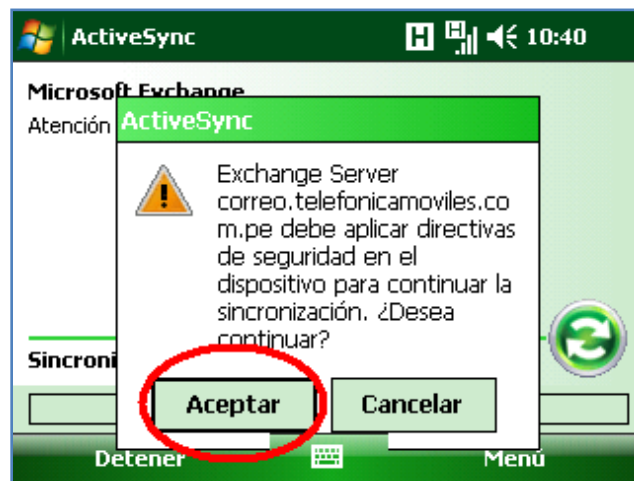 ActiveSync
10:40
Microsoft Exchange
Atención
ActiveSync
Exchange Server
correo.telefonicamoviles.co
m.pe debe aplicar directivas
de seguridad en el
dispositivo para continuar la
sincronización. ¿Desea
continuar?
Sincroni
Aceptar
Cancelar
Detener
Menú